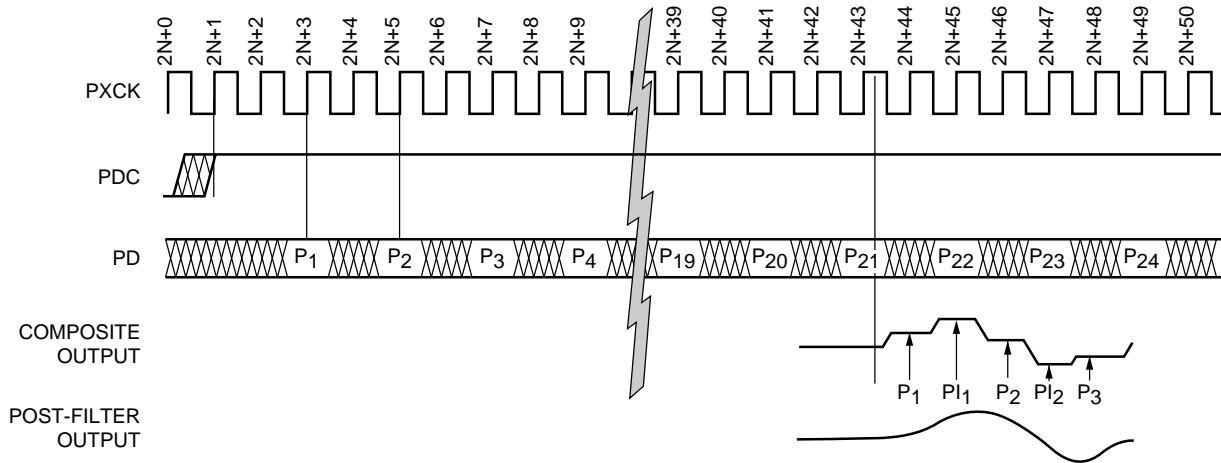 2N+0 2N+1 2N+2 2N+3 2N+4 2N+5 2N+6 2N+7 2N+8 2N+9 2N+39 2N+40 2N+41 2N+42 2N+43 2N+44 2N+45 2N+46 2N+47 2N+48 2N+49 2N+50
PXCK
PDC
PD P1 P2 P3 P4 P19 P20 P21 P22 P23 P24
COMPOSITE
OUTPUT
P1 PI1 P2 PI2 P3
POST-FILTER
OUTPUT